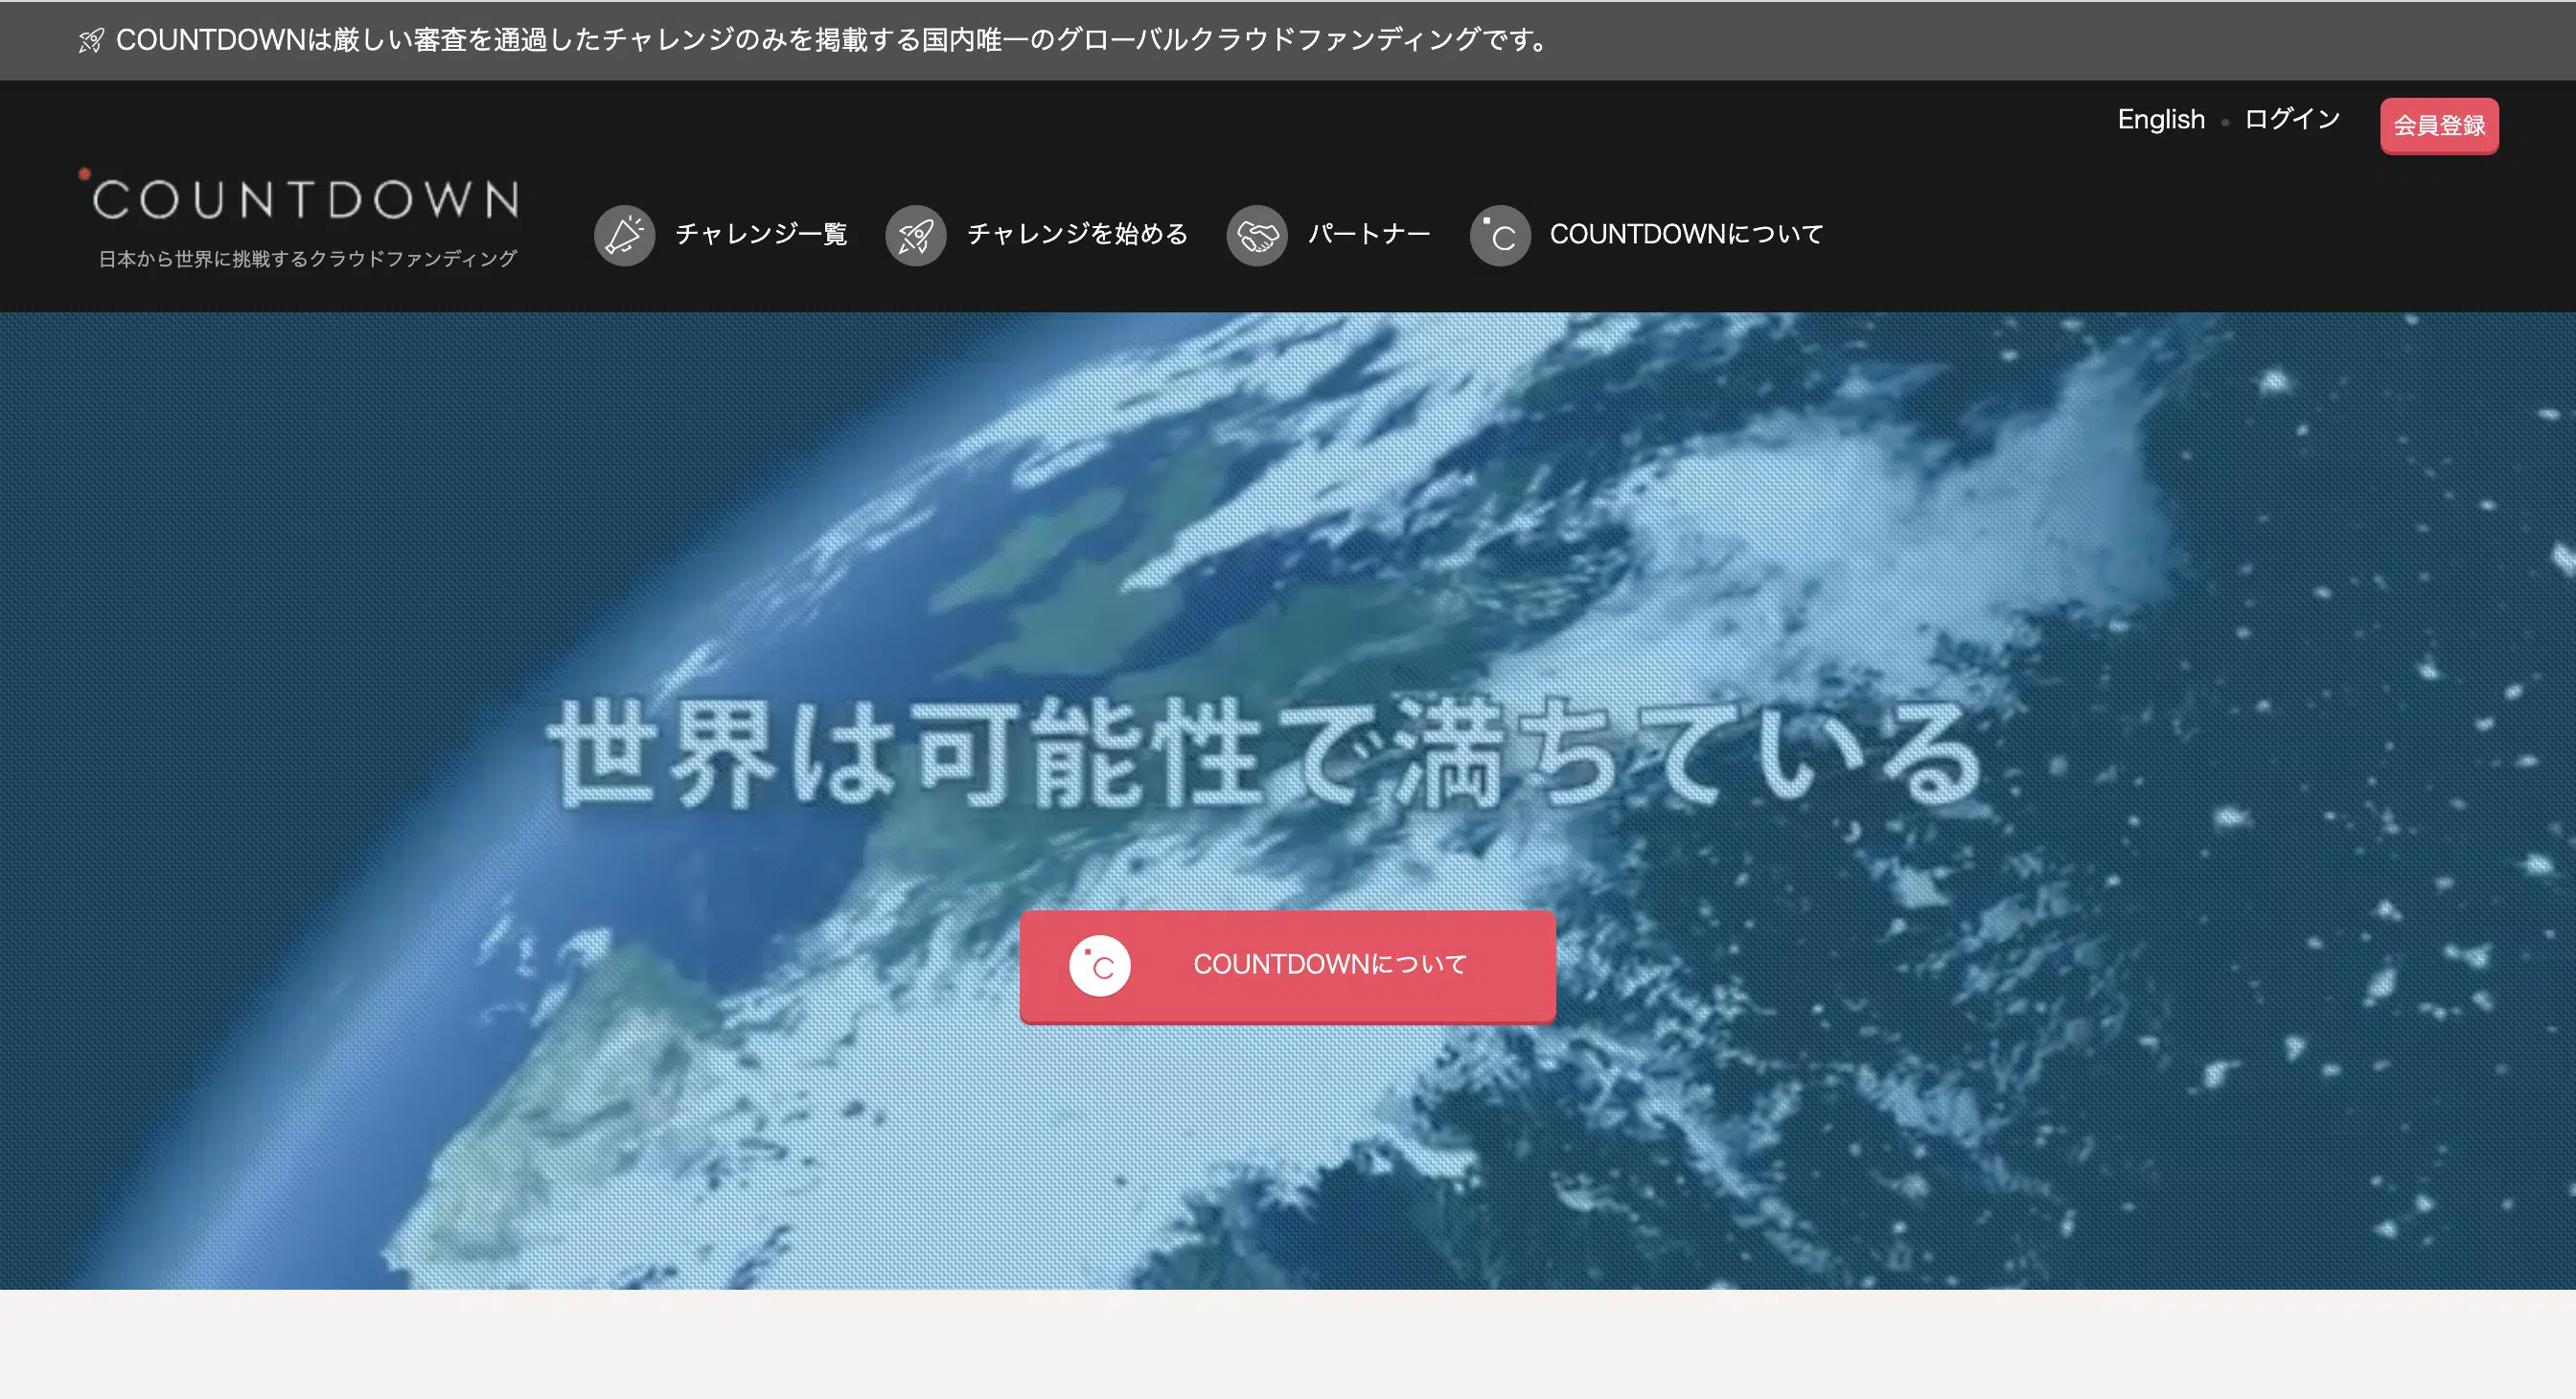 COUNTDOWNは厳しい審査を通過したチャレンジのみを掲載する国内唯一のグローバルクラウドファンディングです。
English ログイン 会員登録
COUNTDOWN
日本から世界に挑戦するクラウドファンディング
チャレンジ一覧 チャレンジを始める パートナー C COUNTDOWNについて
世界は可能性で満ちている
C COUNTDOWNについて